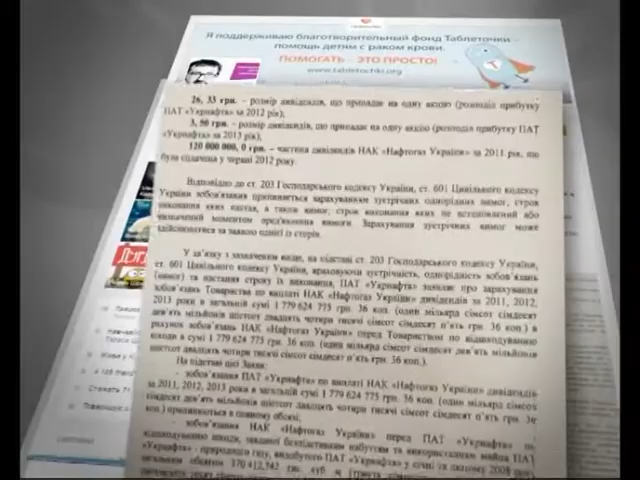 Я поддерживаю благотворительный фонд Таблеточки -
помощь детям с раком крови.
ПОМОГАТЬ - ЭТО ПРОСТО!
www.tabletochki.org
26, 33 грн. - розмір дивідендів, що припадає на одну акцію (розподіл прибутку
ПАТ «Укрнафта» за 2012 рік);
3, 50 грн. - розмір дивідендів, що припадає на одну акцію (розподіл прибутку ПАТ
«Укрнафта» за 2013 рік);
120 000 000, 0 грн. – частина дивідендів НАК «Нафтогаз України» за 2011 рік, що
була сплачена у червні 2012 року.
Відповідно до ст. 203 Господарського кодексу України, ст. 601 Цивільного кодексу
України зобов'язання припиняється зарахуванням зустрічних однорідних вимог, строк
виконання яких настав, а також вимог, строк виконання яких не встановлений або
визначений моментом пред'явлення вимоги. Зарахування зустрічних вимог може
здійснюватися за заявою однієї із сторін.
У зв'язку з зазначеним вище, на підставі ст. 203 Господарського кодексу України,
ст. 601 Цивільного кодексу України, враховуючи зустрічність, однорідність зобов'язань
(вимог) та настання строку їх виконання, ПАТ «Укрнафта» заявляє про зарахування
зобов'язань Товариства по виплаті НАК «Нафтогаз України» дивідендів за 2011, 2012,
2013 роки в загальній сумі 1 779 624 775 грн. 36 коп. (один мільярд сімсот сімдесят
дев'ять мільйонів шістсот двадцять чотири тисячі сімсот сімдесят п'ять грн. 36 коп.) в
рахунок зобов'язань НАК «Нафтогаз України» перед Товариством по відшкодуванню
шкоди в сумі 1 779 624 775 грн. 36 коп. (один мільярд сімсот сімдесят дев'ять мільйонів
шістсот двадцять чотири тисячі сімсот сімдесят п'ять грн. 36 коп.).
На підставі цієї Заяви:
- зобов'язання ПАТ «Укрнафта» по виплаті НАК «Нафтогаз України» дивідендів
за 2011, 2012, 2013 роки в загальній сумі 1 779 624 775 грн. 36 коп. (один мільярд сімсот
сімдесят дев'ять мільйонів шістсот двадцять чотири тисячі сімсот сімдесят п'ять грн. 36
коп.) припиняються в повному обсязі;
- зобов'язання НАК «Нафтогаз України» перед ПАТ «Укрнафта» по
відшкодуванню шкоди, завданої безпідставним набуттям та використанням майна ПАТ
«Укрнафта» - природного газу, видобутого ПАТ «Укрнафта» у січні та лютому 2008
загальним обсягом